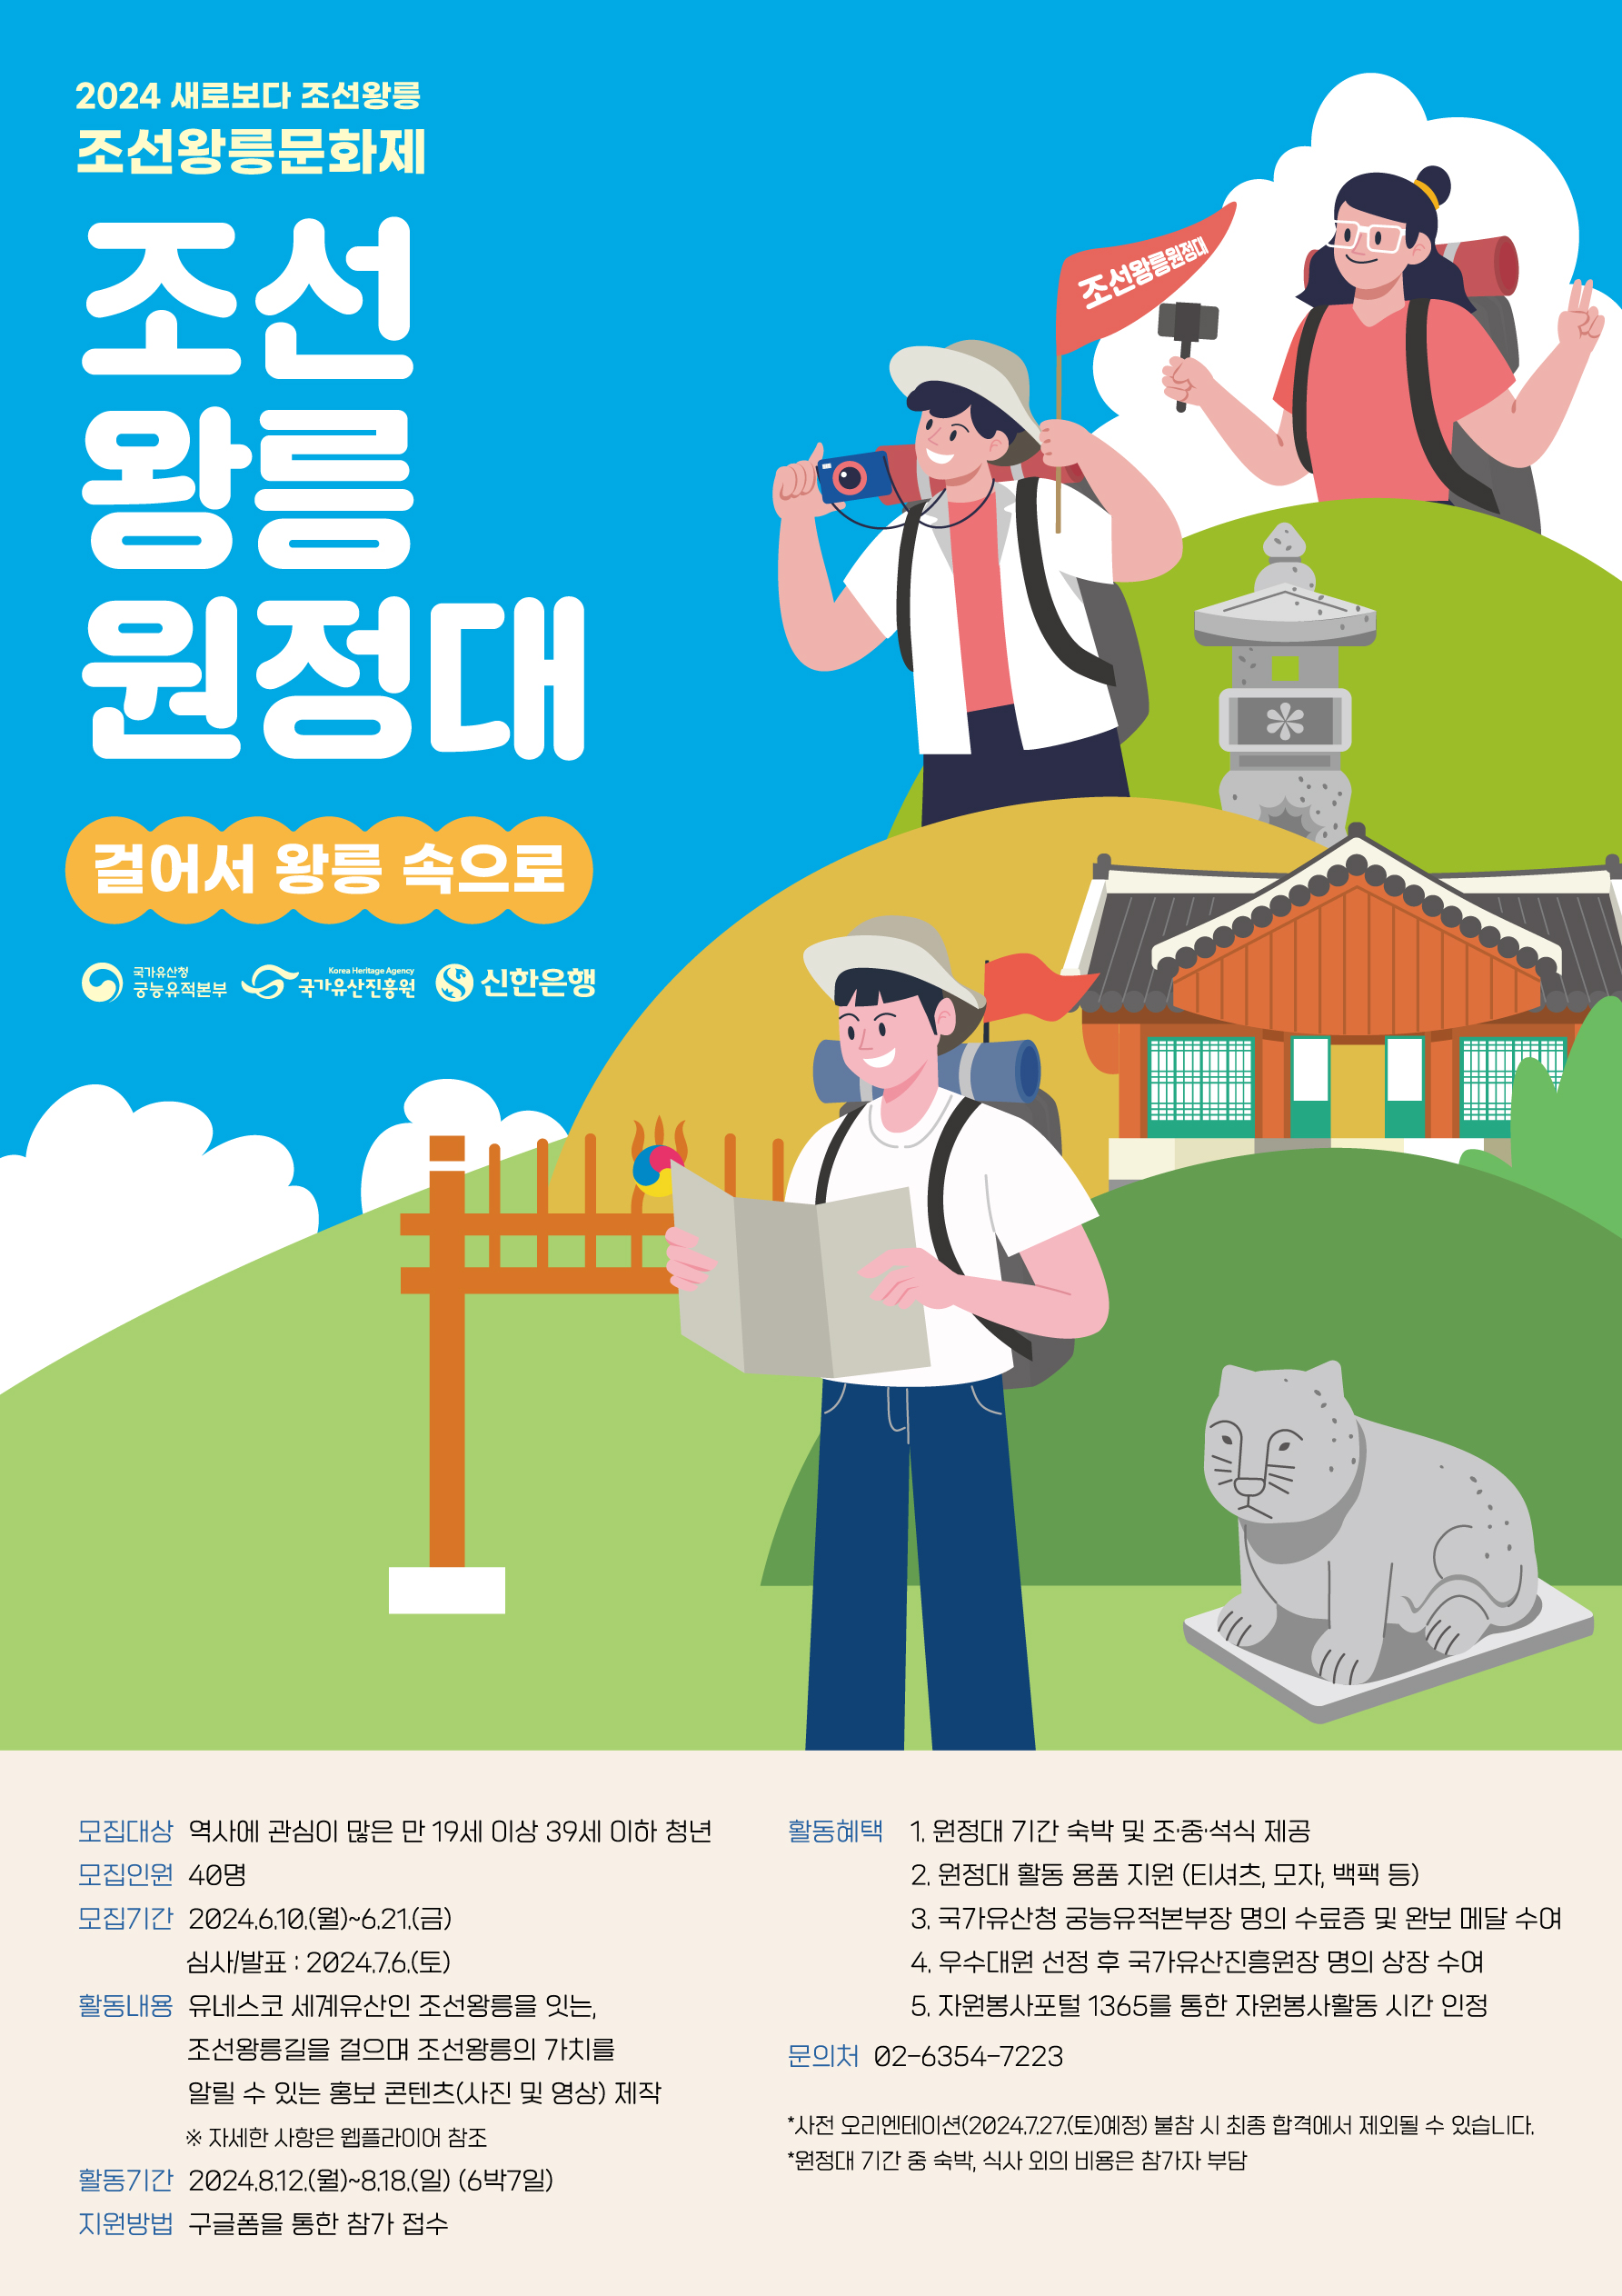 2024 새로보다 조선왕릉
조선왕릉문화제
조선
왕릉
원정대
걸어서 왕릉 속으로
국가유산청
궁능유적본부
Korea Heritage Agency
국가유산진흥원
신한은행
조선왕릉원정대
모집대상 역사에 관심이 많은 만 19세 이상 39세 이하 청년
모집인원 40명
모집기간 2024.6.10.(월)~6.21.(금)
심사/발표 : 2024.7.6.(토)
활동내용 유네스코 세계유산인 조선왕릉을 잇는,
조선왕릉길을 걸으며 조선왕릉의 가치를
알릴 수 있는 홍보 콘텐츠(사진 및 영상) 제작
※ 자세한 사항은 웹플라이어 참조
활동기간 2024.8.12.(월)~8.18.(일) (6박7일)
지원방법 구글폼을 통한 참가 접수
활동혜택 1. 원정대 기간 숙박 및 조·중·석식 제공
2. 원정대 활동 용품 지원 (티셔츠, 모자, 백팩 등)
3. 국가유산청 궁능유적본부장 명의 수료증 및 완보 메달 수여
4. 우수대원 선정 후 국가유산진흥원장 명의 상장 수여
5. 자원봉사포털 1365를 통한 자원봉사활동 시간 인정
문의처 02-6354-7223
*사전 오리엔테이션(2024.7.27.(토)예정) 불참 시 최종 합격에서 제외될 수 있습니다.
*원정대 기간 중 숙박, 식사 외의 비용은 참가자 부담